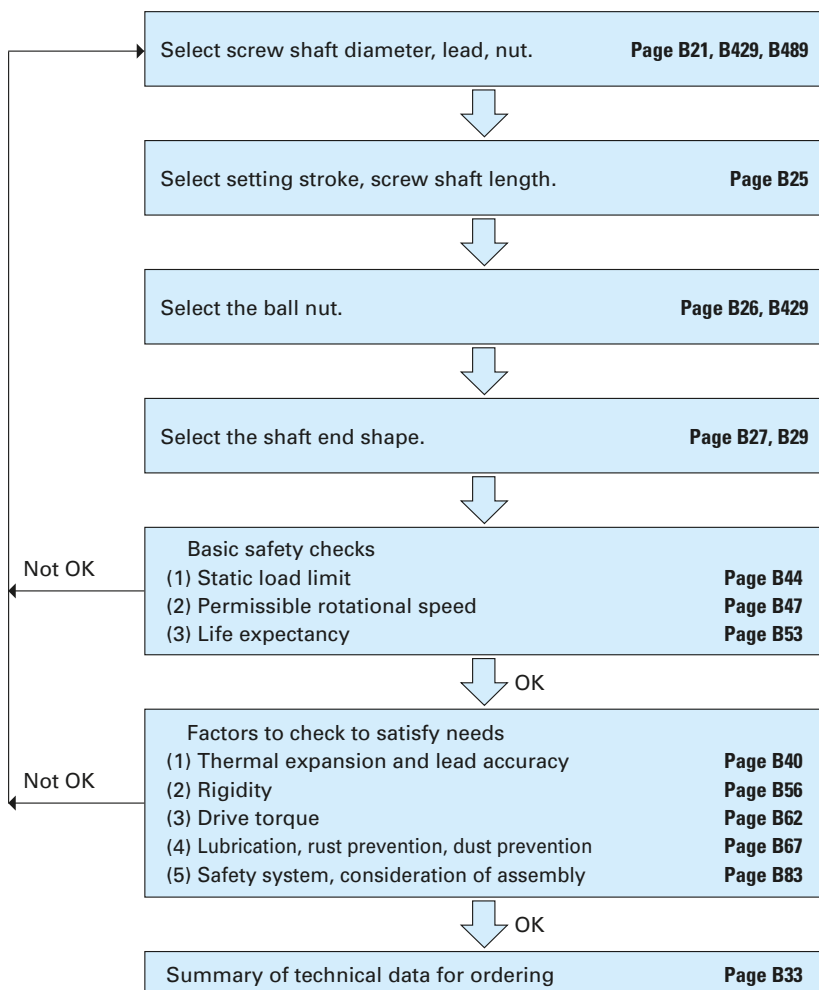 Select screw shaft diameter, lead, nut. Page B21, B429, B489
Select setting stroke, screw shaft length. Page B25
Select the ball nut. Page B26, B429
Select the shaft end shape. Page B27, B29
Basic safety checks
Not OK
(1) Static load limit Page B44
(2) Permissible rotational speed Page B47
(3) Life expectancy Page B53
OK
Factors to check to satisfy needs
(1) Thermal expansion and lead accuracy Page B40
Not OK
(2) Rigidity Page B56
(3) Drive torque Page B62
(4) Lubrication, rust prevention, dust prevention Page B67
(5) Safety system, consideration of assembly Page B83
OK
Summary of technical data for ordering Page B33